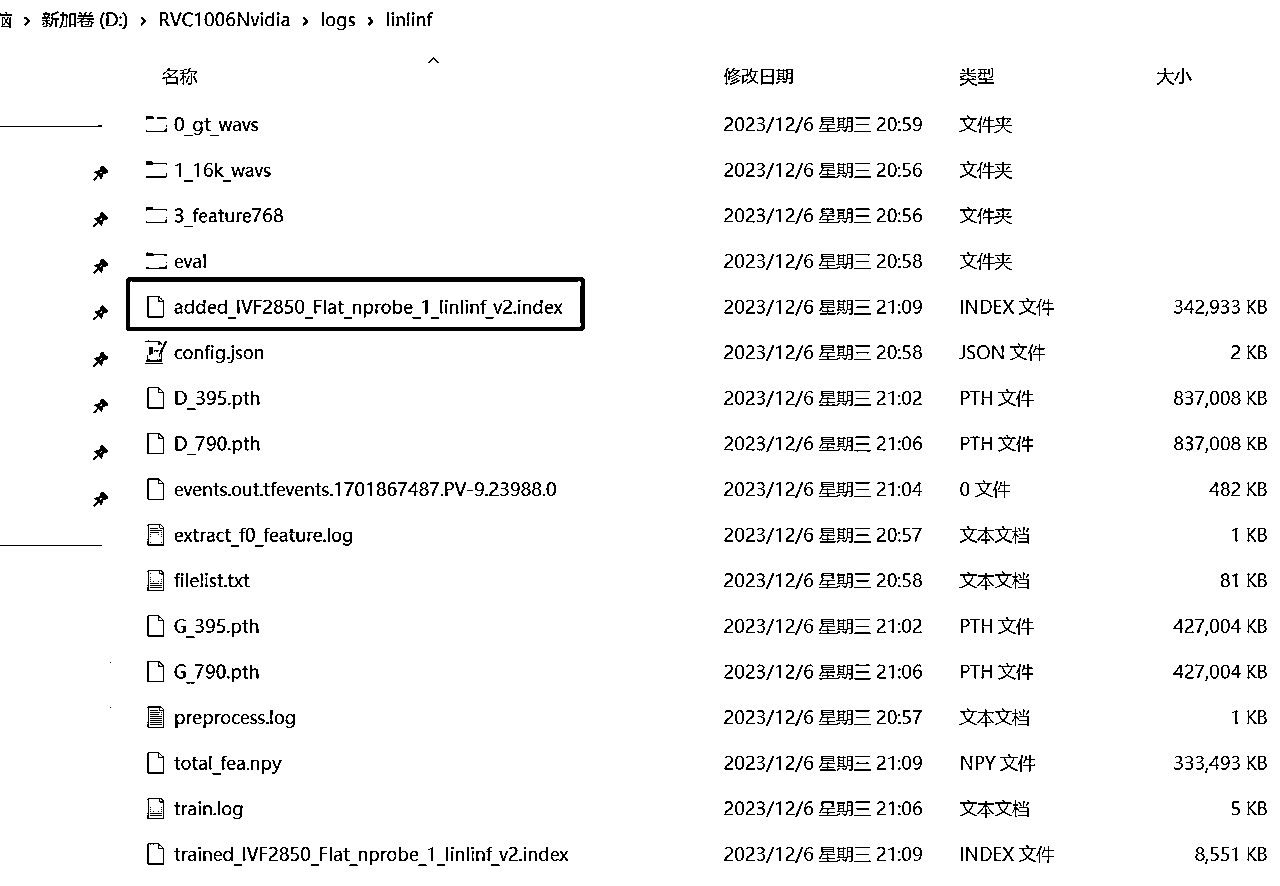 脑 › 新加卷 (D:) › RVC1006Nvidia › logs › linlinf
名称 修改日期 类型 大小
0_gt_wavs 2023/12/6 星期三 20:59 文件夹
1_16k_wavs 2023/12/6 星期三 20:56 文件夹
3_feature768 2023/12/6 星期三 20:56 文件夹
eval 2023/12/6 星期三 20:58 文件夹
added_IVF2850_Flat_nprobe_1_linlinf_v2.index 2023/12/6 星期三 21:09 INDEX 文件 342,933 KB
config.json 2023/12/6 星期三 20:58 JSON 文件 2 KB
D_395.pth 2023/12/6 星期三 21:02 PTH 文件 837,008 KB
D_790.pth 2023/12/6 星期三 21:06 PTH 文件 837,008 KB
events.out.tfevents.1701867487.PV-9.23988.0 2023/12/6 星期三 21:04 0 文件 482 KB
extract_f0_feature.log 2023/12/6 星期三 20:57 文本文档 1 KB
filelist.txt 2023/12/6 星期三 20:58 文本文档 81 KB
G_395.pth 2023/12/6 星期三 21:02 PTH 文件 427,004 KB
G_790.pth 2023/12/6 星期三 21:06 PTH 文件 427,004 KB
preprocess.log 2023/12/6 星期三 20:57 文本文档 1 KB
total_fea.npy 2023/12/6 星期三 21:09 NPY 文件 333,493 KB
train.log 2023/12/6 星期三 21:06 文本文档 5 KB
trained_IVF2850_Flat_nprobe_1_linlinf_v2.index 2023/12/6 星期三 21:09 INDEX 文件 8,551 KB